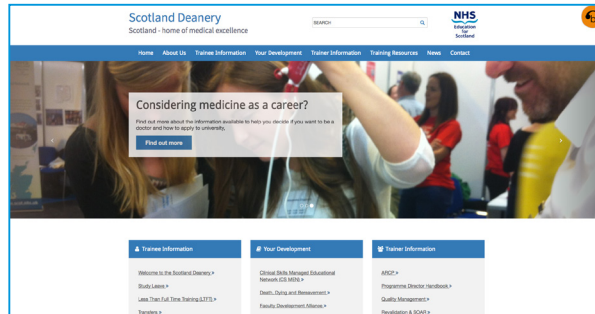 Scotland Deanery
Scotland - home of medical excellence
SEARCH
NHS
Education
for
Scotland
Home About Us Trainee Information Your Development Trainer Information Training Resources News Contact
Considering medicine as a career?
Find out more about the information available to help you decide if you want to be a
doctor and how to apply to university,
Find out more
Trainee Information
Welcome to the Scotland Deanery »
Study Leave »
Less Than Full Time Training (LTFT) »
Transfers »
Your Development
Clinical Skills Managed Educational
Network (CS MEN) »
Death, Dying and Bereavement »
Faculty Development Alliance »
Trainer Information
ARCP »
Programme Director Handbook »
Quality Management »
Revalidation & SOAR »